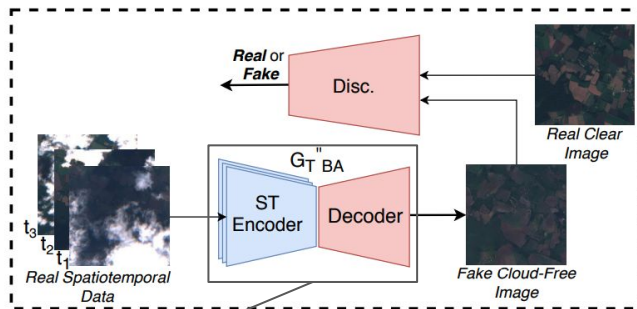 Real or
Fake
Disc.
Real Clear
Image
G_T"_BA
t3
t2
t1
ST
Encoder
Decoder
Real Spatiotemporal
Data
Fake Cloud-Free
Image